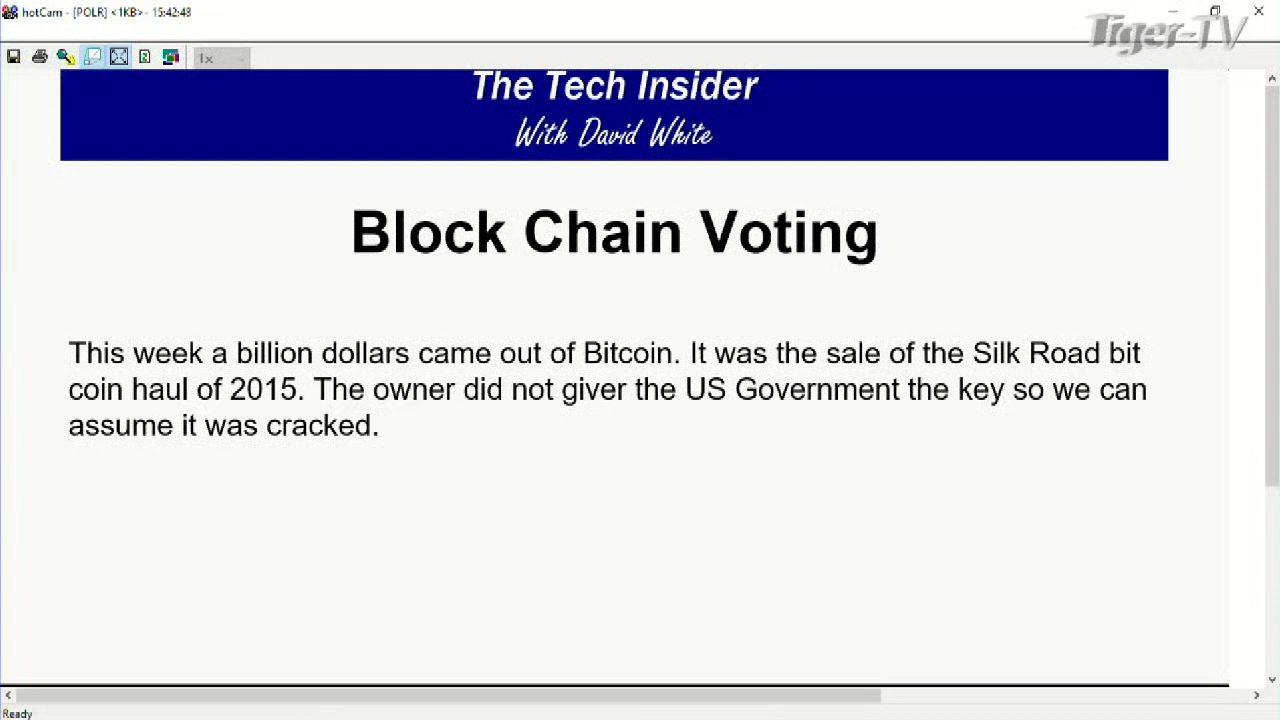 hotCam - [POLR] <1KB> - 15:42:48
Tiger-TV
1x
The Tech Insider
With David White
Block Chain Voting
This week a billion dollars came out of Bitcoin. It was the sale of the Silk Road bit
coin haul of 2015. The owner did not giver the US Government the key so we can
assume it was cracked.
Ready